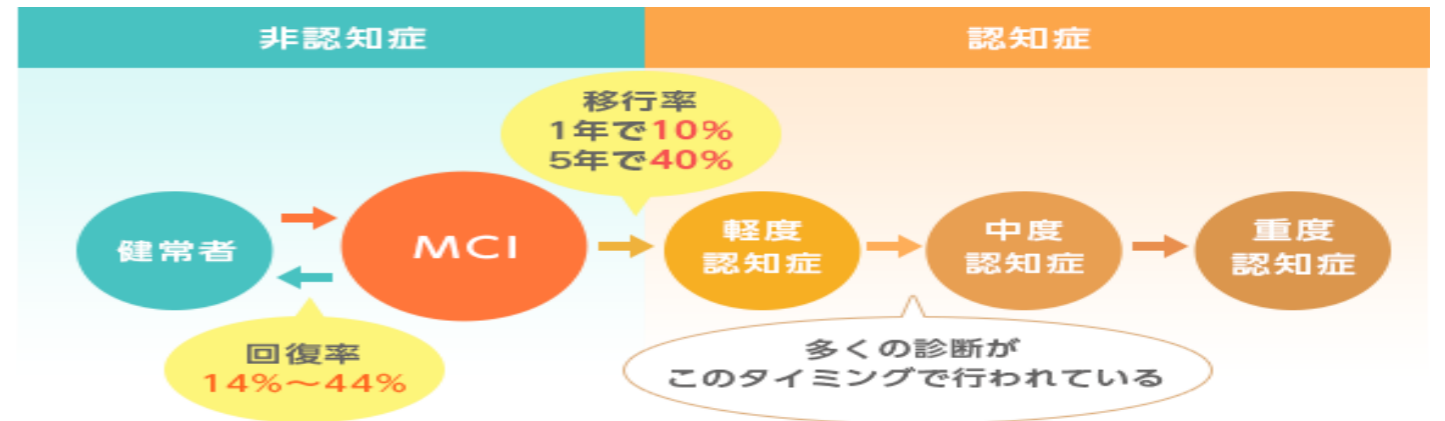 非認知症
認知症
移行率
1年で10%
5年で40%
健常者
MCI
軽度
認知症
中度
認知症
重度
認知症
回復率
14%～44%
多くの診断が
このタイミングで行われている